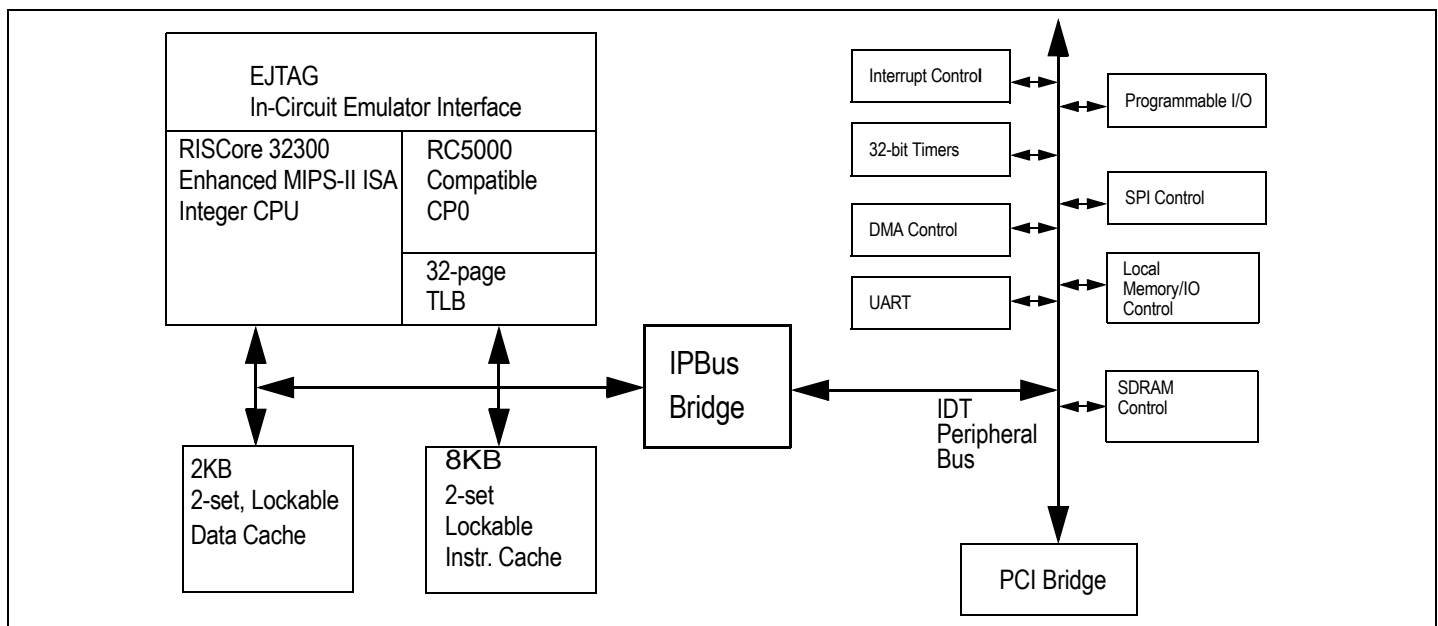 EJTAG
In-Circuit Emulator Interface
RISCore 32300
Enhanced MIPS-II ISA
Integer CPU
RC5000
Compatible
CP0
32-page
TLB
2KB
2-set, Lockable
Data Cache
8KB
2-set
Lockable
Instr. Cache
IPBus
Bridge
IDT
Peripheral
Bus
Interrupt Control
32-bit Timers
DMA Control
UART
Programmable I/O
SPI Control
Local
Memory/IO
Control
SDRAM
Control
PCI Bridge